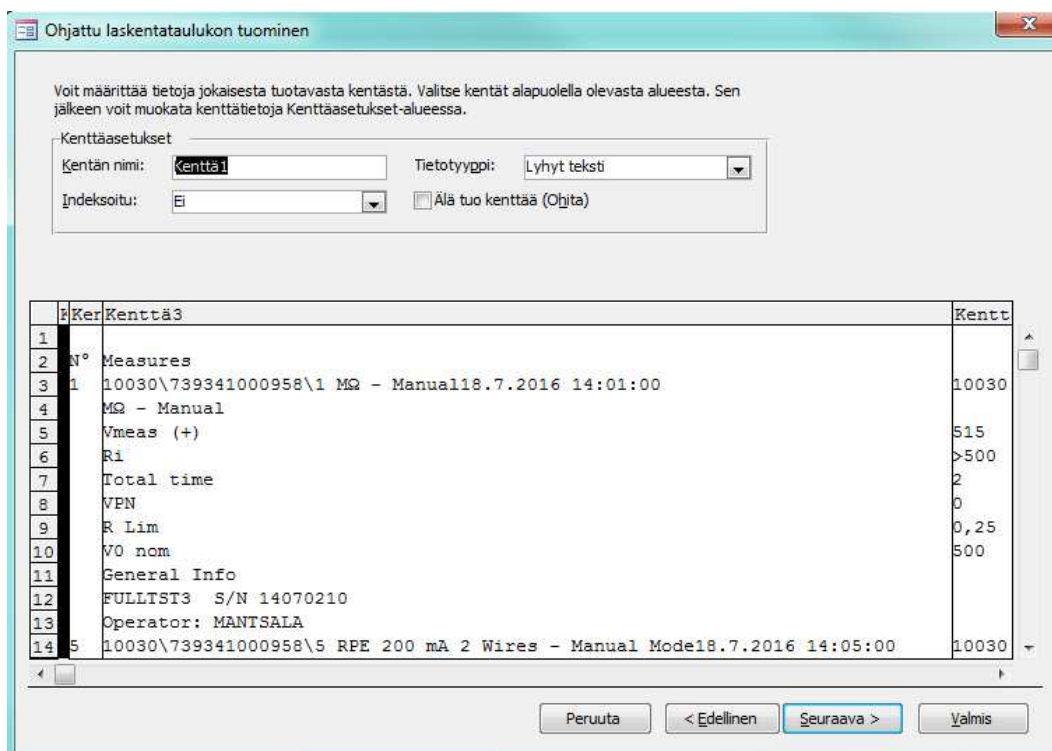 Ohjattu laskentataulukon tuominen
x
Voit määrittää tietoja jokaisesta tuotavasta kentästä. Valitse kentät alapuolella olevasta alueesta. Sen
jälkeen voit muokata kenttätietoja Kenttäasetukset-alueessa.
Kenttäasetukset
Kentän nimi: Kenttä1 Tietotyyppi: Lyhyt teksti
Indeksoitu: Ei Älä tuo kenttää (Ohita)
Ker Kenttä3 Kentt
1
2 N° Measures
3 1 10030\739341000958\1 MΩ - Manual18.7.2016 14:01:00 10030
4 MΩ - Manual
5 Vmeas (+) 515
6 Ri >500
7 Total time 2
8 VPN 0
9 R Lim 0,25
10 V0 nom 500
11 General Info
12 FULLTST3 S/N 14070210
13 Operator: MANTSALA
14 5 10030\739341000958\5 RPE 200 mA 2 Wires - Manual Mode18.7.2016 14:05:00 10030
Peruuta < Edellinen Seuraava > Valmis